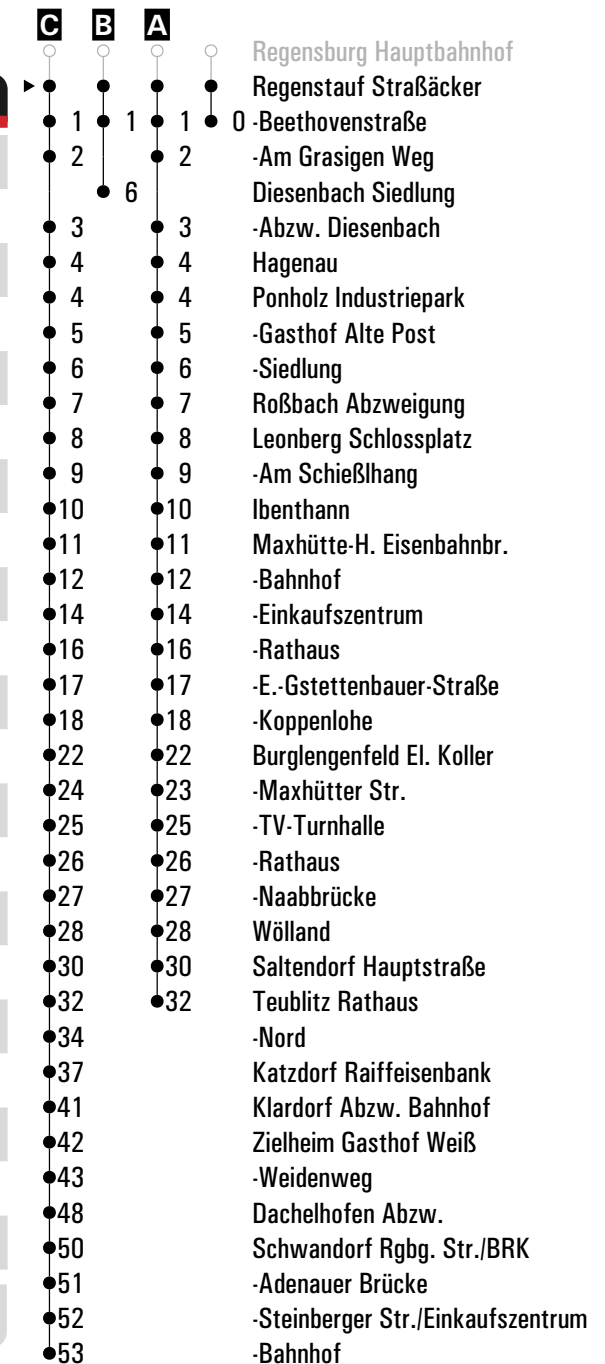 C B A
Regensburg Hauptbahnhof
Regenstauf Straßäcker
1 1 1 0 -Beethovenstraße
2 2 -Am Grasigen Weg
6 Diesenbach Siedlung
3 3 -Abzw. Diesenbach
4 4 Hagenau
4 4 Ponholz Industriepark
5 5 -Gasthof Alte Post
6 6 -Siedlung
7 7 Roßbach Abzweigung
8 8 Leonberg Schlossplatz
9 9 -Am Schießlhang
10 10 Ibenthann
11 11 Maxhütte-H. Eisenbahnbr.
12 12 -Bahnhof
14 14 -Einkaufszentrum
16 16 -Rathaus
17 17 -E.-Gstettenbauer-Straße
18 18 -Koppenlohe
22 22 Burglengenfeld El. Koller
24 23 -Maxhütter Str.
25 25 -TV-Turnhalle
26 26 -Rathaus
27 27 -Naabbrücke
28 28 Wölland
30 30 Saltendorf Hauptstraße
32 32 Teublitz Rathaus
34 -Nord
37 Katzdorf Raiffeisenbank
41 Klardorf Abzw. Bahnhof
42 Zielheim Gasthof Weiß
43 -Weidenweg
48 Dachelhofen Abzw.
50 Schwandorf Rgbg. Str./BRK
51 -Adenauer Brücke
52 -Steinberger Str./Einkaufszentrum
53 -Bahnhof